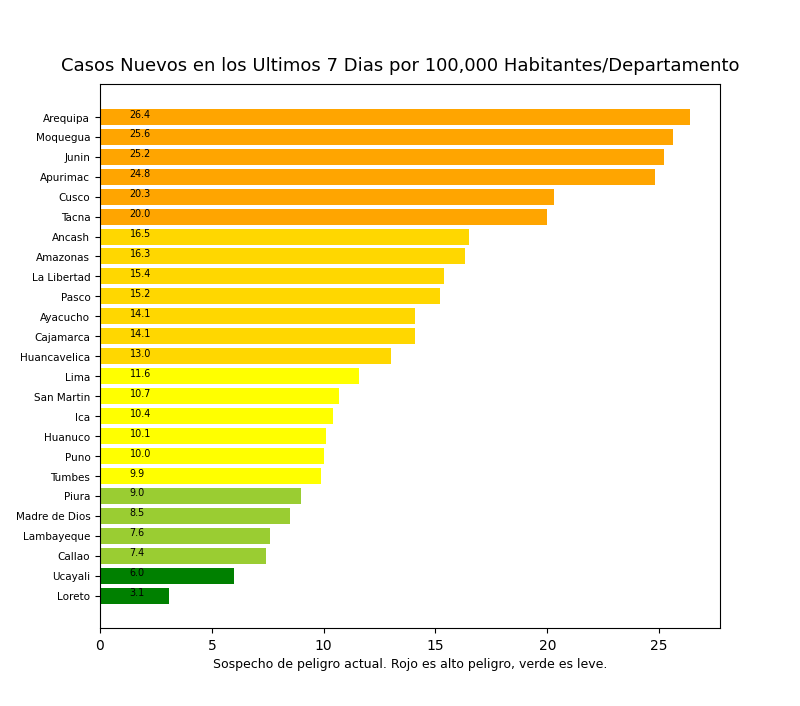 Casos Nuevos en los Ultimos 7 Dias por 100,000 Habitantes/Departamento
Arequipa 26.4
Moquegua 25.6
Junin 25.2
Apurimac 24.8
Cusco 20.3
Tacna 20.0
Ancash 16.5
Amazonas 16.3
La Libertad 15.4
Pasco 15.2
Ayacucho 14.1
Cajamarca 14.1
Huancavelica 13.0
Lima 11.6
San Martin 10.7
Ica 10.4
Huanuco 10.1
Puno 10.0
Tumbes 9.9
Piura 9.0
Madre de Dios 8.5
Lambayeque 7.6
Callao 7.4
Ucayali 6.0
Loreto 3.1
0 5 10 15 20 25
Sospecho de peligro actual. Rojo es alto peligro, verde es leve.